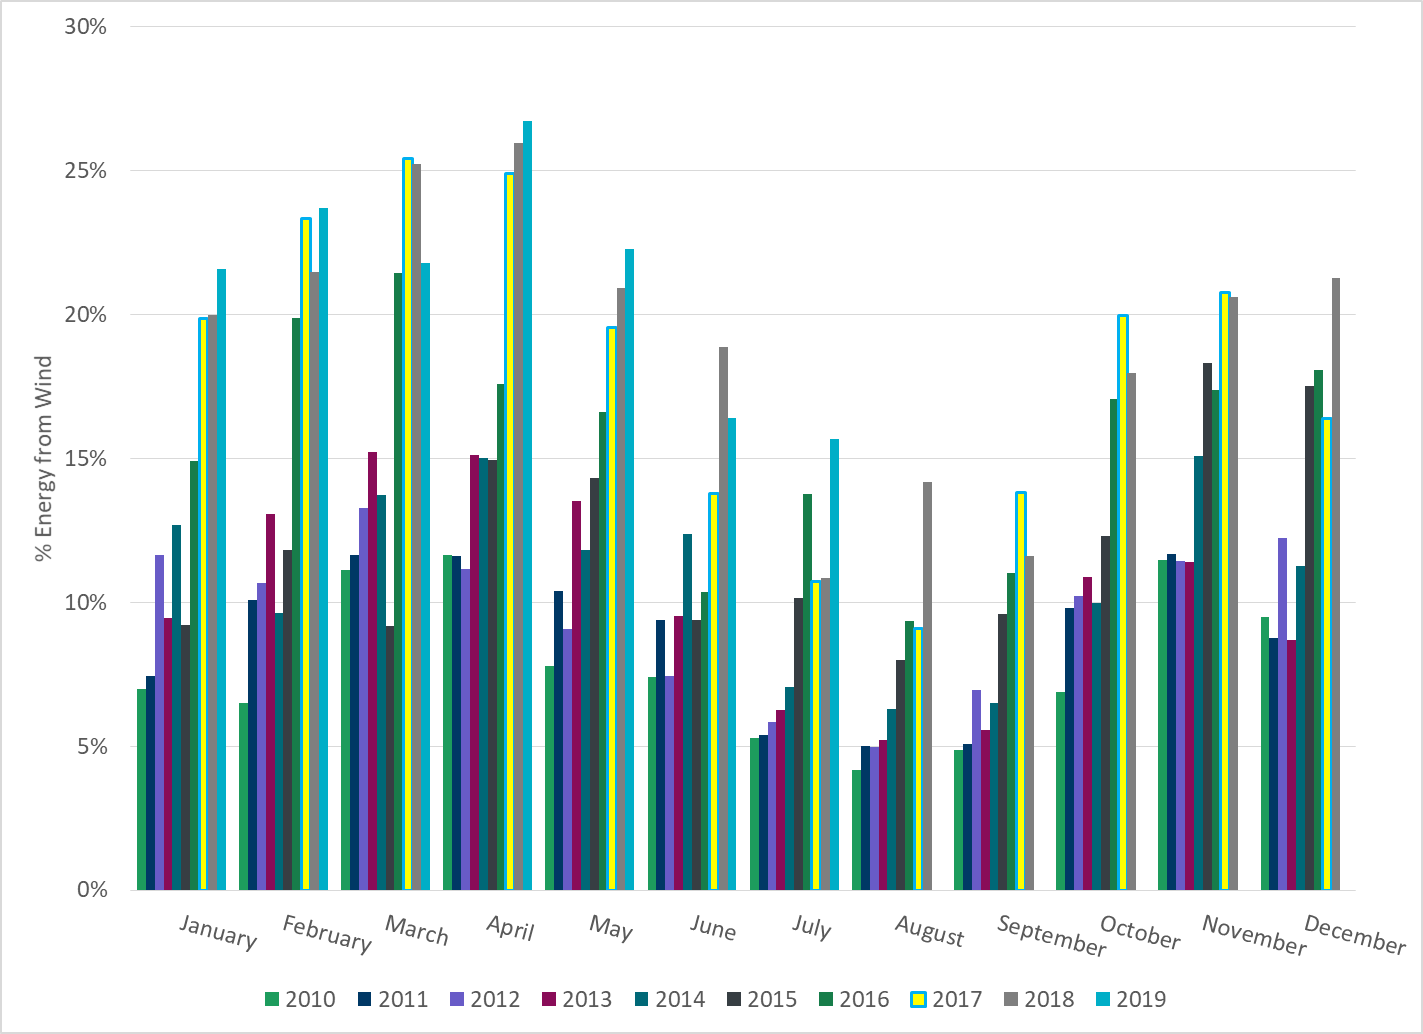 30%
25%
20%
15%
10%
5%
0%
% Energy from Wind
January February March April May June July August September October November December
2010 2011 2012 2013 2014 2015 2016 2017 2018 2019